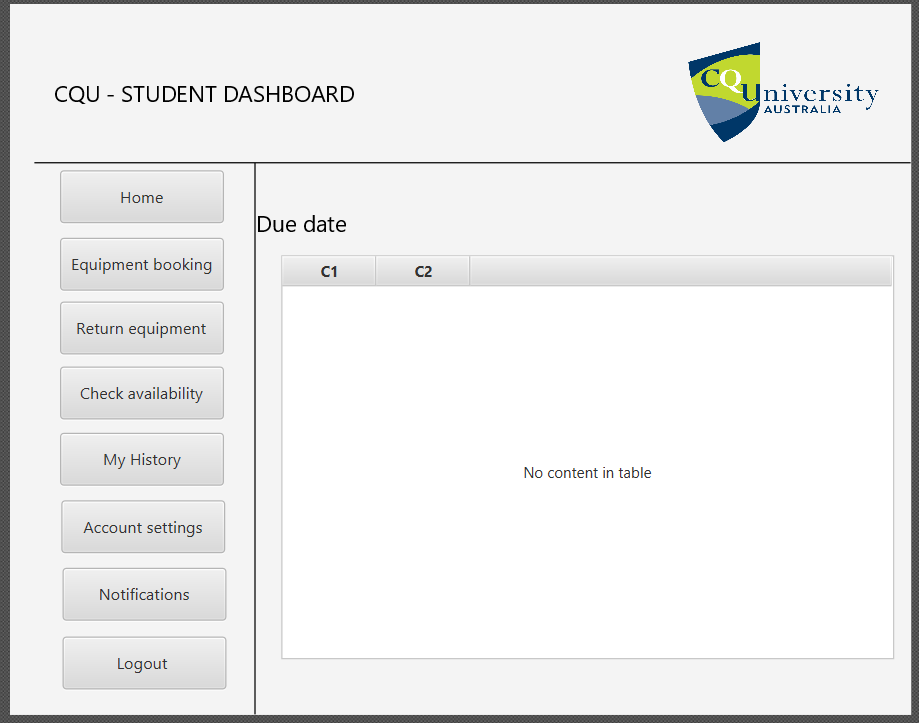 CQU - STUDENT DASHBOARD
CQUniversity
AUSTRALIA
Home
Equipment booking
Return equipment
Check availability
My History
Account settings
Notifications
Logout
Due date
C1 C2
No content in table